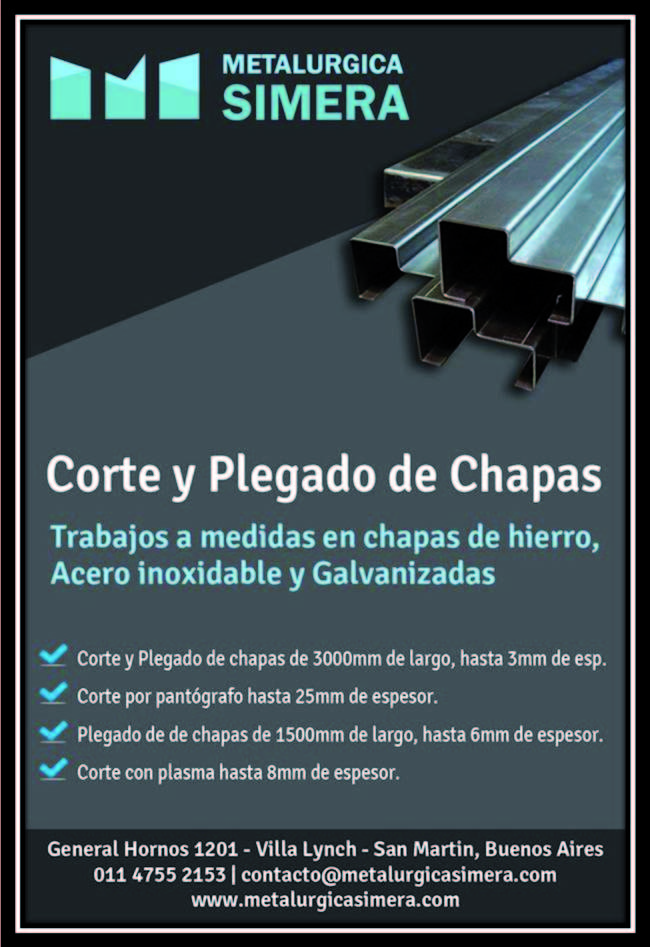 METALURGICA
SIMERA
Corte y Plegado de Chapas
Trabajos a medidas en chapas de hierro,
Acero inoxidable y Galvanizadas
Corte y Plegado de chapas de 3000mm de largo, hasta 3mm de esp.
Corte por pantógrafo hasta 25mm de espesor.
Plegado de de chapas de 1500mm de largo, hasta 6mm de espesor.
Corte con plasma hasta 8mm de espesor.
General Hornos 1201 - Villa Lynch - San Martin, Buenos Aires
011 4755 2153 | contacto@metalurgicasimera.com
www.metalurgicasimera.com